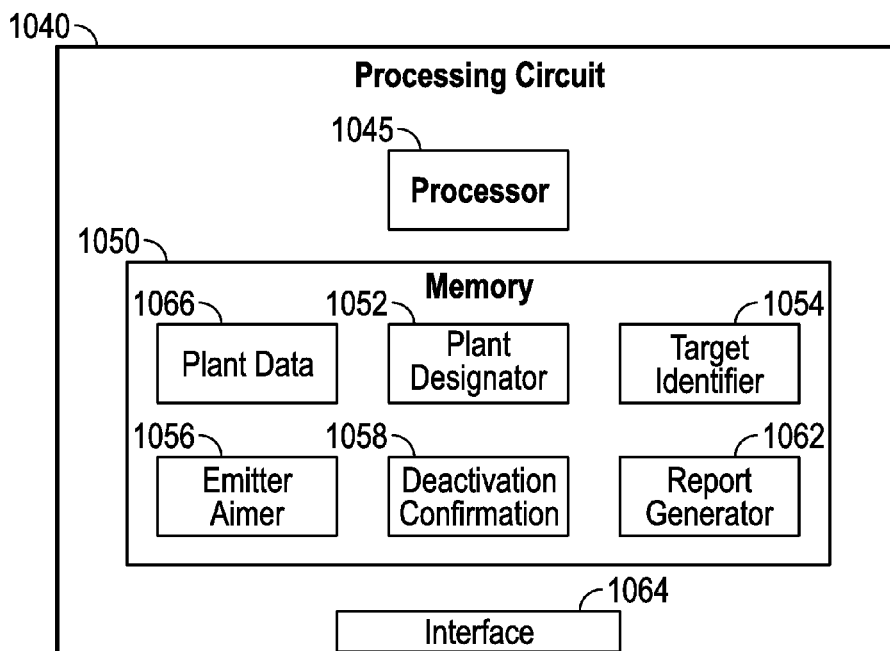 1040
Processing Circuit
1045
Processor
1050
Memory
1066
Plant Data
1052
Plant
Designator
1054
Target
Identifier
1056
Emitter
Aimer
1058
Deactivation
Confirmation
1062
Report
Generator
1064
Interface